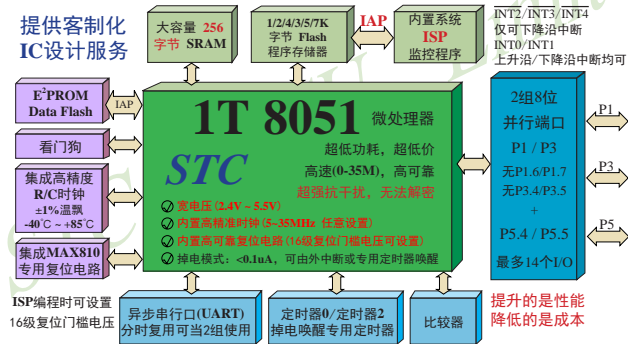 提供客制化
IC设计服务
大容量 256
字节 SRAM
1/2/4/3/5/7K
字节 Flash
程序存储器
IAP
内置系统
ISP
监控程序
INT2/INT3/INT4
仅可下降沿中断
INT0/INT1
上升沿/下降沿中断均可
E²PROM
Data Flash
IAP
看门狗
集成高精度
R/C时钟
±1%温飘
-40℃ ~ +85℃
集成MAX810
专用复位电路
1T 8051 微处理器
超低功耗，超低价
STC
高速(0-35M)，高可靠
超强抗干扰，无法解密
宽电压(2.4V ~ 5.5V)
内置高精准时钟(5~35MHz 任意设置)
内置高可靠复位电路(16级复位门槛电压可设置)
掉电模式：<0.1uA，可由外中断或专用定时器唤醒
2组8位
并行端口
P1 / P3
无P1.6/P1.7
无P3.4/P3.5
+
P5.4 / P5.5
最多14个I/O
P1
P3
P5
ISP编程时可设置
16级复位门槛电压
异步串行口(UART)
分时复用可当2组使用
定时器0/定时器2
掉电唤醒专用定时器
比较器
提升的是性能
降低的是成本